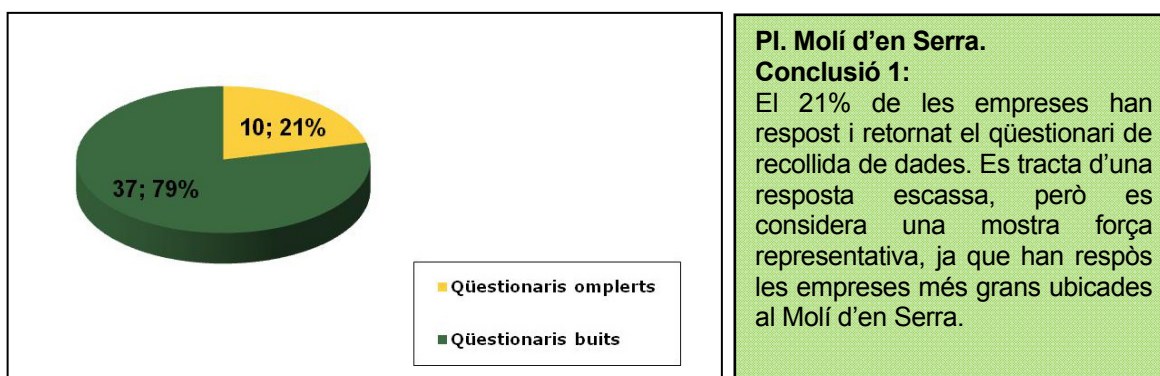 10; 21%
37; 79%
Qüestionaris omplerts
Qüestionaris buits
PI. Molí d'en Serra.
Conclusió 1:
El 21% de les empreses han
respost i retornat el qüestionari de
recollida de dades. Es tracta d'una
resposta escassa, però es
considera una mostra força
representativa, ja que han respòs
les empreses més grans ubicades
al Molí d'en Serra.